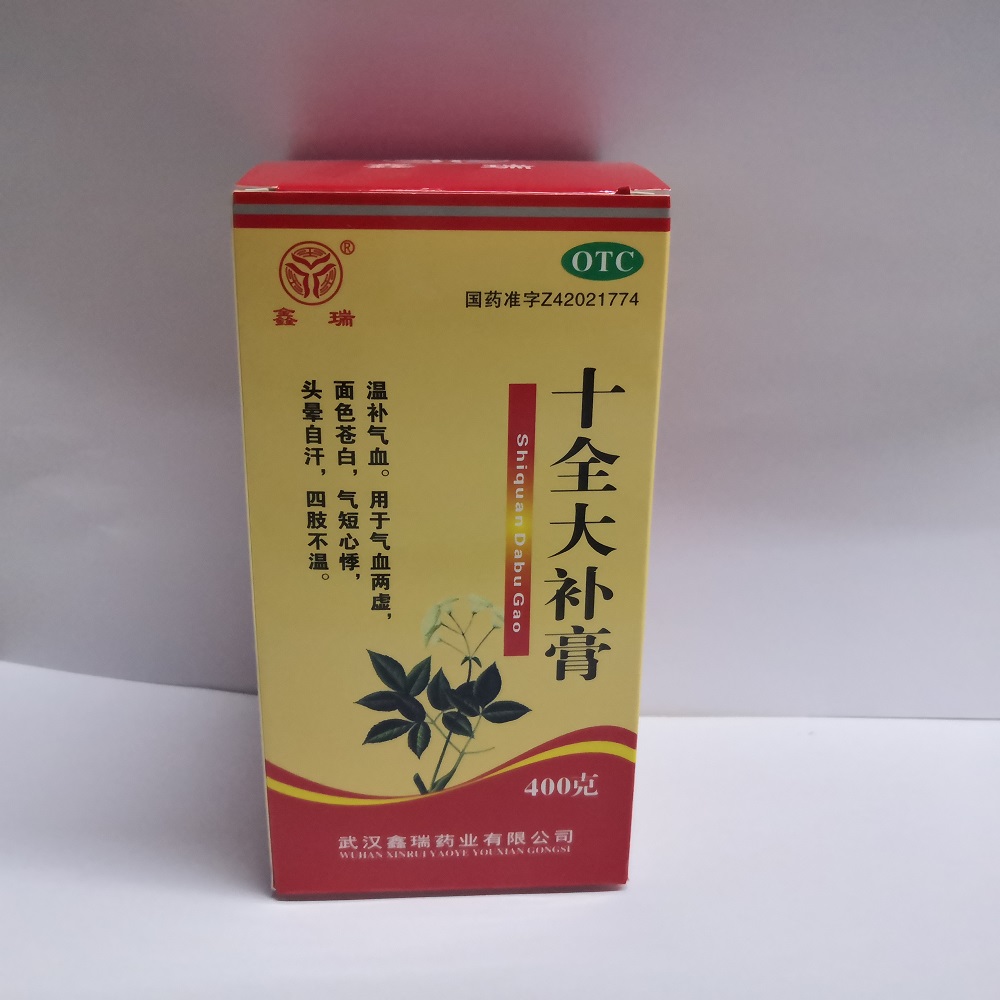 鑫 瑞
®
鑫 瑞
OTC
国药准字Z42021774
十全大补膏
Shiquan Dabu Gao
温补气血。用于气血两虚,
面色苍白,气短心悸,
头晕自汗,四肢不温。
400克
武汉鑫瑞药业有限公司
WUHAN XINRUI YAOYE YOUXIAN GONGSI